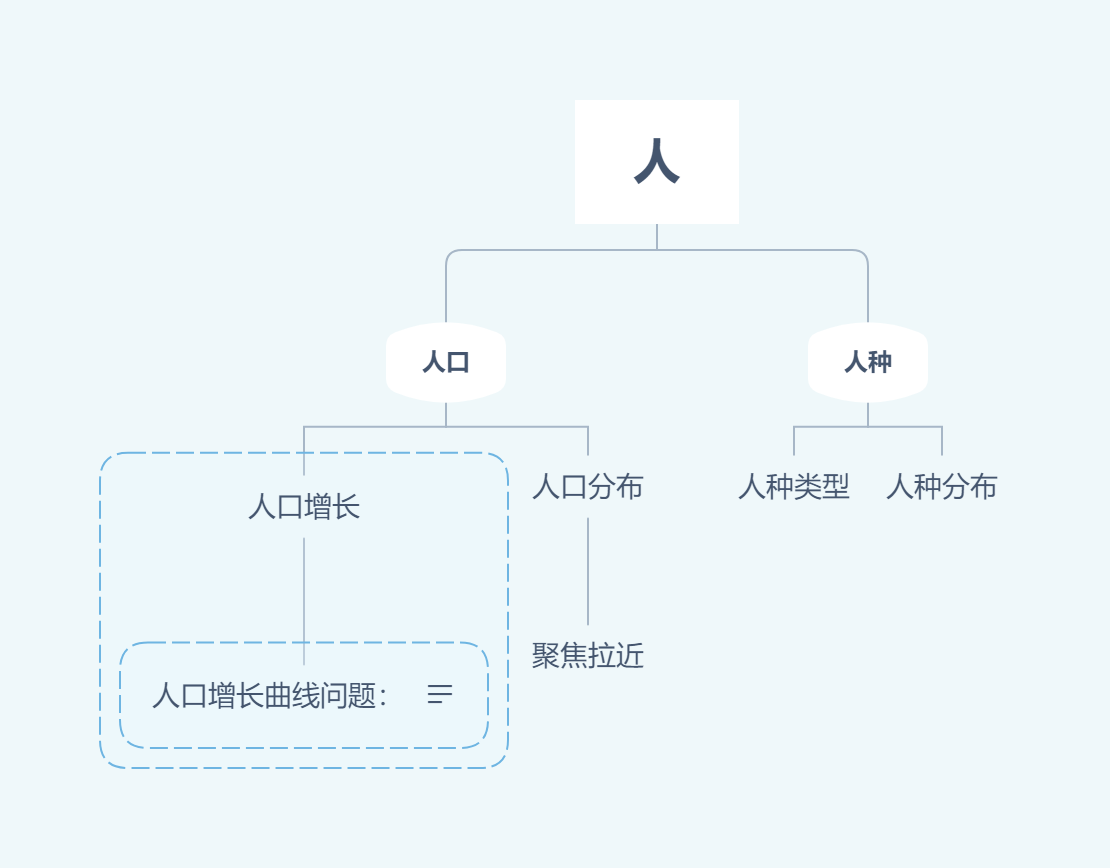 人
人口
人种
人口增长
人口分布
人种类型
人种分布
聚焦拉近
人口增长曲线问题：